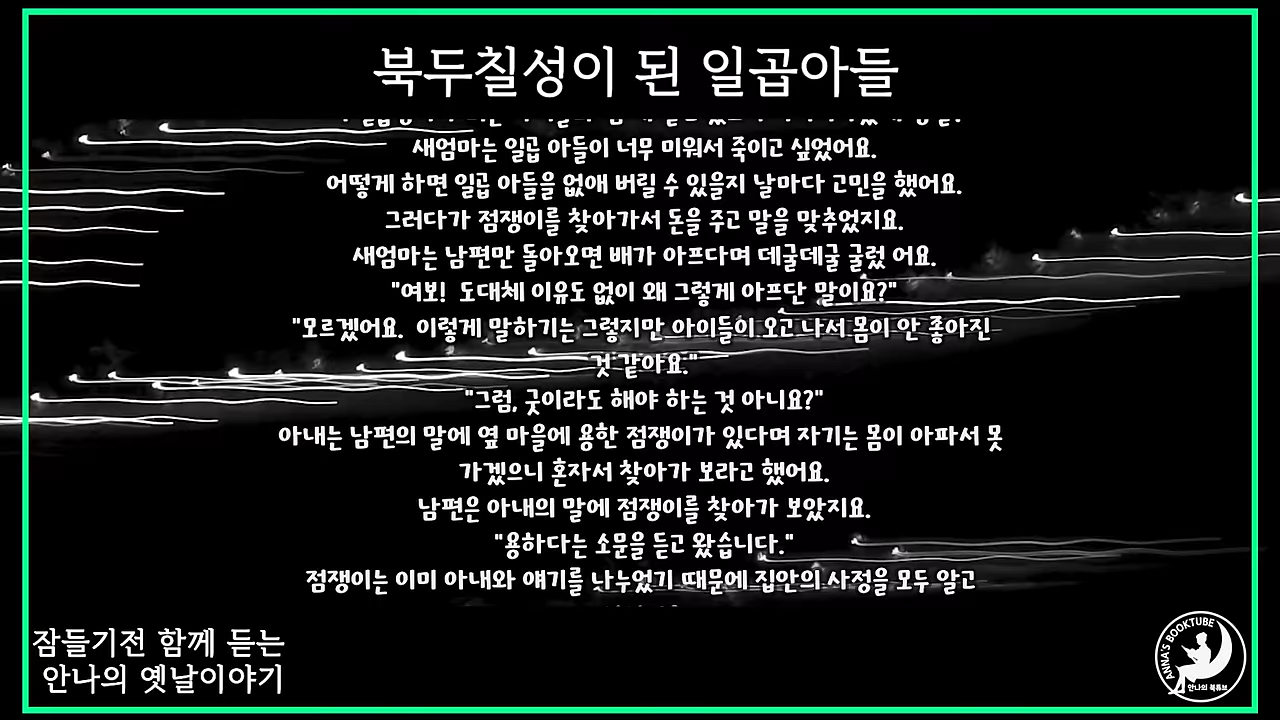 북두칠성이 된 일곱아들
새엄마는 일곱 아들이 너무 미워서 죽이고 싶었어요.
어떻게 하면 일곱 아들을 없애 버릴 수 있을지 날마다 고민을 했어요.
그러다가 점쟁이를 찾아가서 돈을 주고 말을 맞추었지요.
새엄마는 남편만 돌아오면 배가 아프다며 데굴데굴 굴렀 어요.
"여보!  도대체 이유도 없이 왜 그렇게 아프단 말이요?"
"모르겠어요.  이렇게 말하기는 그렇지만 아이들이 오고 나서 몸이 안 좋아진
것 같아요."
"그럼, 굿이라도 해야 하는 것 아니요?"
아내는 남편의 말에 옆 마을에 용한 점쟁이가 있다며 자기는 몸이 아파서 못
가겠으니 혼자서 찾아가 보라고 했어요.
남편은 아내의 말에 점쟁이를 찾아가 보았지요.
"용하다는 소문을 듣고 왔습니다."
점쟁이는 이미 아내와 얘기를 나누었기 때문에 집안의 사정을 모두 알고
잠들기전 함께 듣는
안나의 옛날이야기
ANNA'S BOOKTUBE
안나의 북튜브